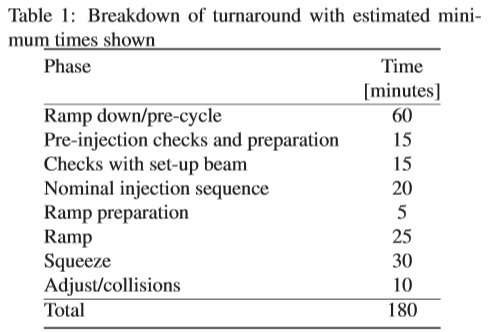 Table 1: Breakdown of turnaround with estimated mini-
mum times shown
Phase Time
[minutes]
Ramp down/pre-cycle 60
Pre-injection checks and preparation 15
Checks with set-up beam 15
Nominal injection sequence 20
Ramp preparation 5
Ramp 25
Squeeze 30
Adjust/collisions 10
Total 180